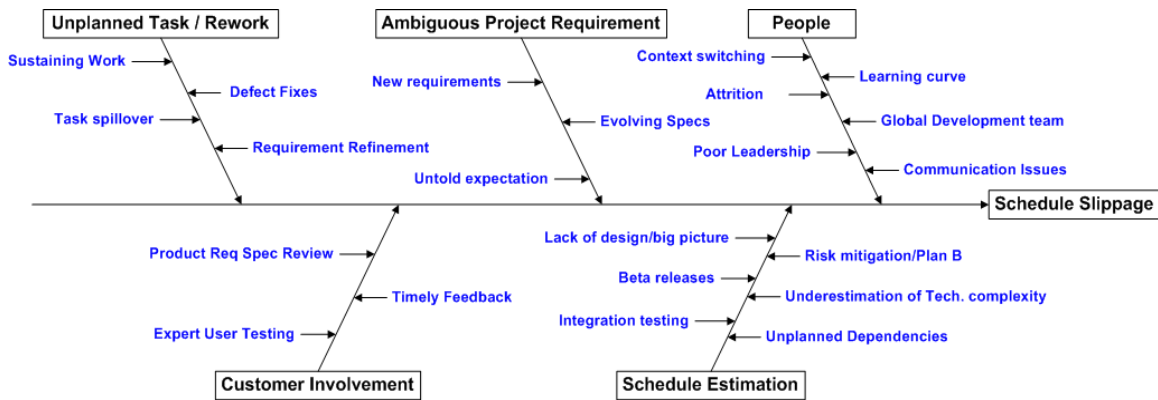 Unplanned Task / Rework
Ambiguous Project Requirement
People
Sustaining Work
Defect Fixes
Task spillover
Requirement Refinement
New requirements
Evolving Specs
Untold expectation
Context switching
Learning curve
Attrition
Global Development team
Poor Leadership
Communication Issues
Schedule Slippage
Product Req Spec Review
Timely Feedback
Expert User Testing
Customer Involvement
Lack of design/big picture
Risk mitigation/Plan B
Beta releases
Underestimation of Tech. complexity
Integration testing
Unplanned Dependencies
Schedule Estimation